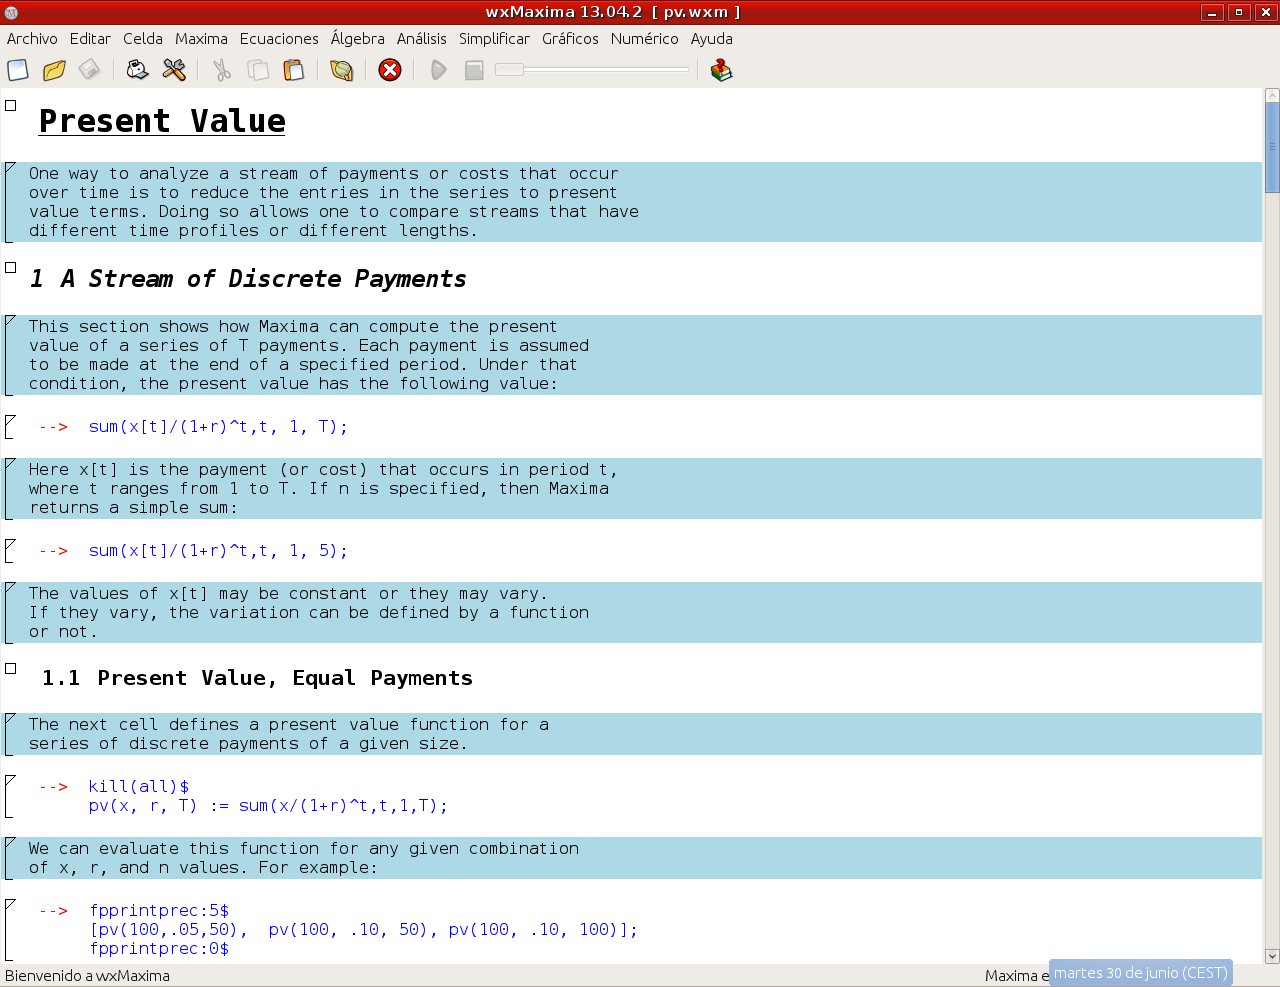 wxMaxima 13.04.2 [ pv.wxm ]
Archivo Editar Celda Maxima Ecuaciones Álgebra Análisis Simplificar Gráficos Numérico Ayuda
Present Value
One way to analyze a stream of payments or costs that occur
over time is to reduce the entries in the series to present
value terms. Doing so allows one to compare streams that have
different time profiles or different lengths.
1 A Stream of Discrete Payments
This section shows how Maxima can compute the present
value of a series of T payments. Each payment is assumed
to be made at the end of a specified period. Under that
condition, the present value has the following value:
--> sum(x[t]/(1+r)^t,t, 1, T);
Here x[t] is the payment (or cost) that occurs in period t,
where t ranges from 1 to T. If n is specified, then Maxima
returns a simple sum:
--> sum(x[t]/(1+r)^t,t, 1, 5);
The values of x[t] may be constant or they may vary.
If they vary, the variation can be defined by a function
or not.
1.1 Present Value, Equal Payments
The next cell defines a present value function for a
series of discrete payments of a given size.
--> kill(all)$
pv(x, r, T) := sum(x/(1+r)^t,t,1,T);
We can evaluate this function for any given combination
of x, r, and n values. For example:
--> fpprintprec:5$
[pv(100,.05,50),  pv(100, .10, 50), pv(100, .10, 100)];
fpprintprec:0$
Bienvenido a wxMaxima
Maxima e
martes 30 de junio (CEST)